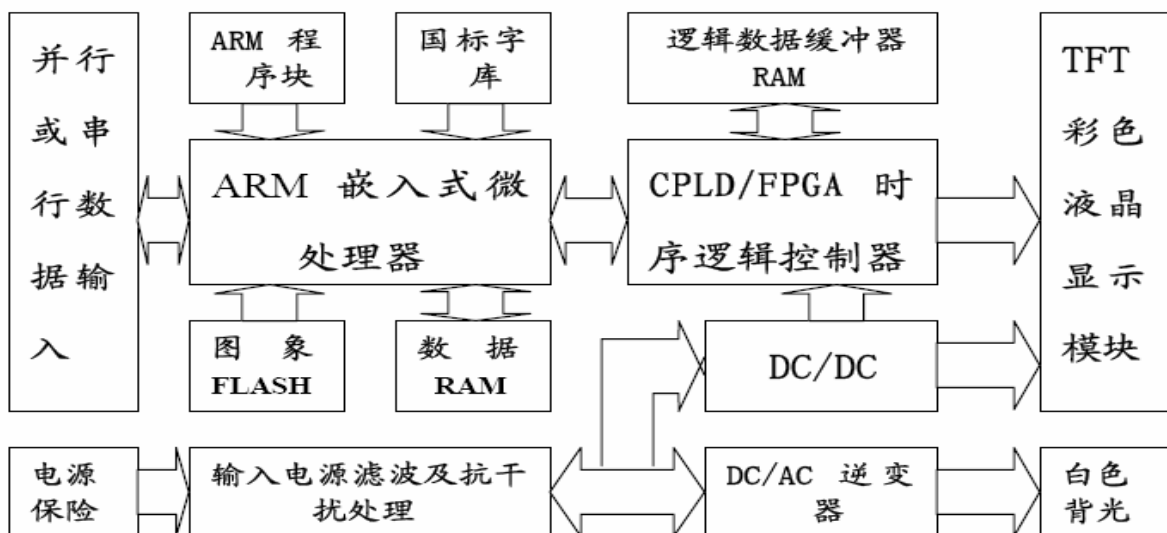 并行
或串
行数
据输
入
ARM 程
序块
国标字
库
逻辑数据缓冲器
RAM
TFT
彩色
液晶
显示
模块
ARM 嵌入式微
处理器
CPLD/FPGA 时
序逻辑控制器
图 象
FLASH
数 据
RAM
DC/DC
电源
保险
输入电源滤波及抗干
扰处理
DC/AC 逆变
器
白色
背光